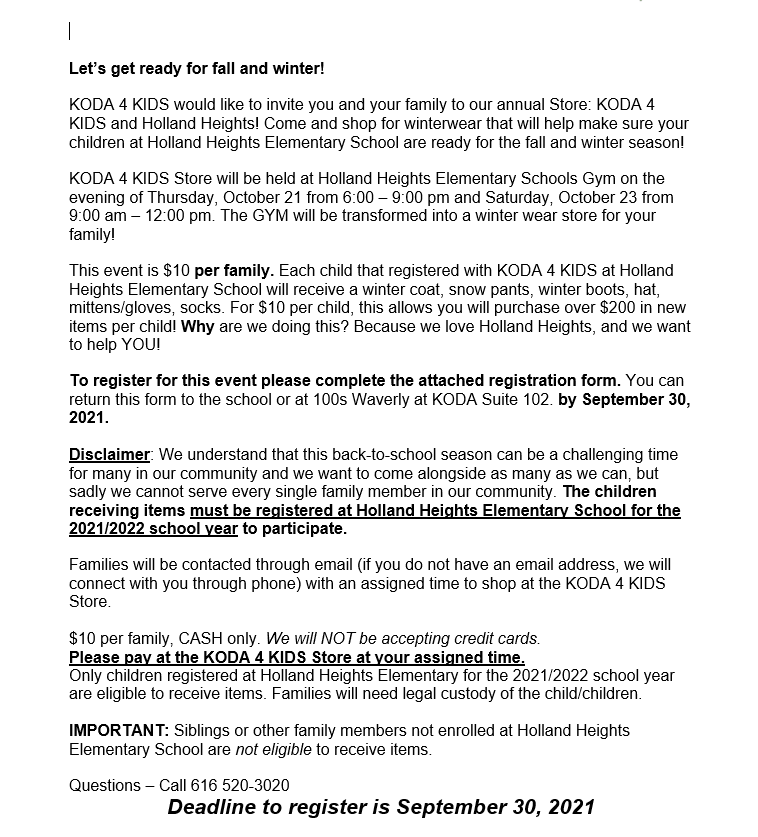 Let's get ready for fall and winter!
KODA 4 KIDS would like to invite you and your family to our annual Store: KODA 4
KIDS and Holland Heights! Come and shop for winterwear that will help make sure your
children at Holland Heights Elementary School are ready for the fall and winter season!
KODA 4 KIDS Store will be held at Holland Heights Elementary Schools Gym on the
evening of Thursday, October 21 from 6:00 – 9:00 pm and Saturday, October 23 from
9:00 am – 12:00 pm. The GYM will be transformed into a winter wear store for your
family!
This event is $10 per family. Each child that registered with KODA 4 KIDS at Holland
Heights Elementary School will receive a winter coat, snow pants, winter boots, hat,
mittens/gloves, socks. For $10 per child, this allows you will purchase over $200 in new
items per child! Why are we doing this? Because we love Holland Heights, and we want
to help YOU!
To register for this event please complete the attached registration form. You can
return this form to the school or at 100s Waverly at KODA Suite 102. by September 30,
2021.
Disclaimer: We understand that this back-to-school season can be a challenging time
for many in our community and we want to come alongside as many as we can, but
sadly we cannot serve every single family member in our community. The children
receiving items must be registered at Holland Heights Elementary School for the
2021/2022 school year to participate.
Families will be contacted through email (if you do not have an email address, we will
connect with you through phone) with an assigned time to shop at the KODA 4 KIDS
Store.
$10 per family, CASH only. We will NOT be accepting credit cards.
Please pay at the KODA 4 KIDS Store at your assigned time.
Only children registered at Holland Heights Elementary for the 2021/2022 school year
are eligible to receive items. Families will need legal custody of the child/children.
IMPORTANT: Siblings or other family members not enrolled at Holland Heights
Elementary School are not eligible to receive items.
Questions – Call 616 520-3020
Deadline to register is September 30, 2021